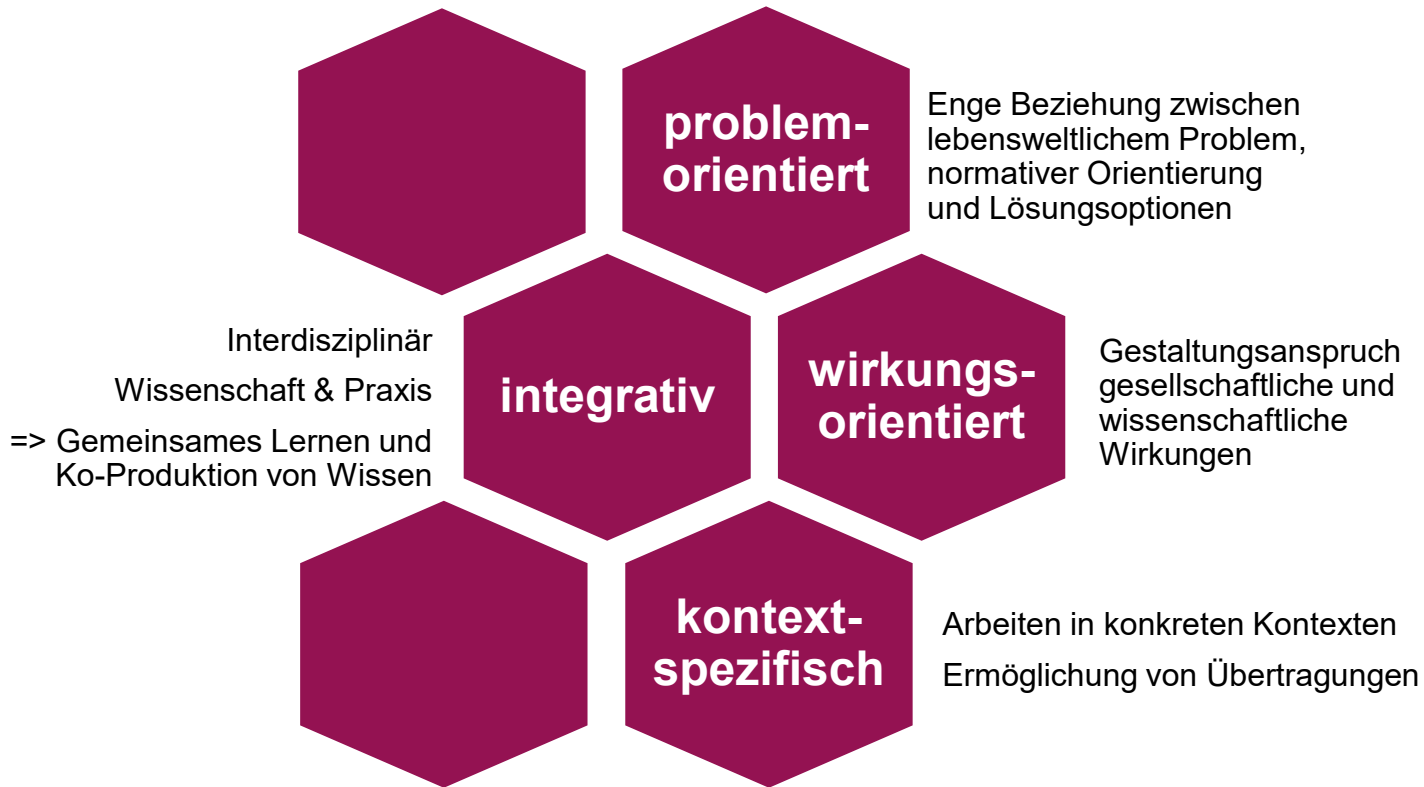 problem-
orientiert
Enge Beziehung zwischen
lebensweltlichem Problem,
normativer Orientierung
und Lösungsoptionen
Interdisziplinär
Wissenschaft & Praxis
=> Gemeinsames Lernen und
Ko-Produktion von Wissen
integrativ
wirkungs-
orientiert
Gestaltungsanspruch
gesellschaftliche und
wissenschaftliche
Wirkungen
kontext-
spezifisch
Arbeiten in konkreten Kontexten
Ermöglichung von Übertragungen